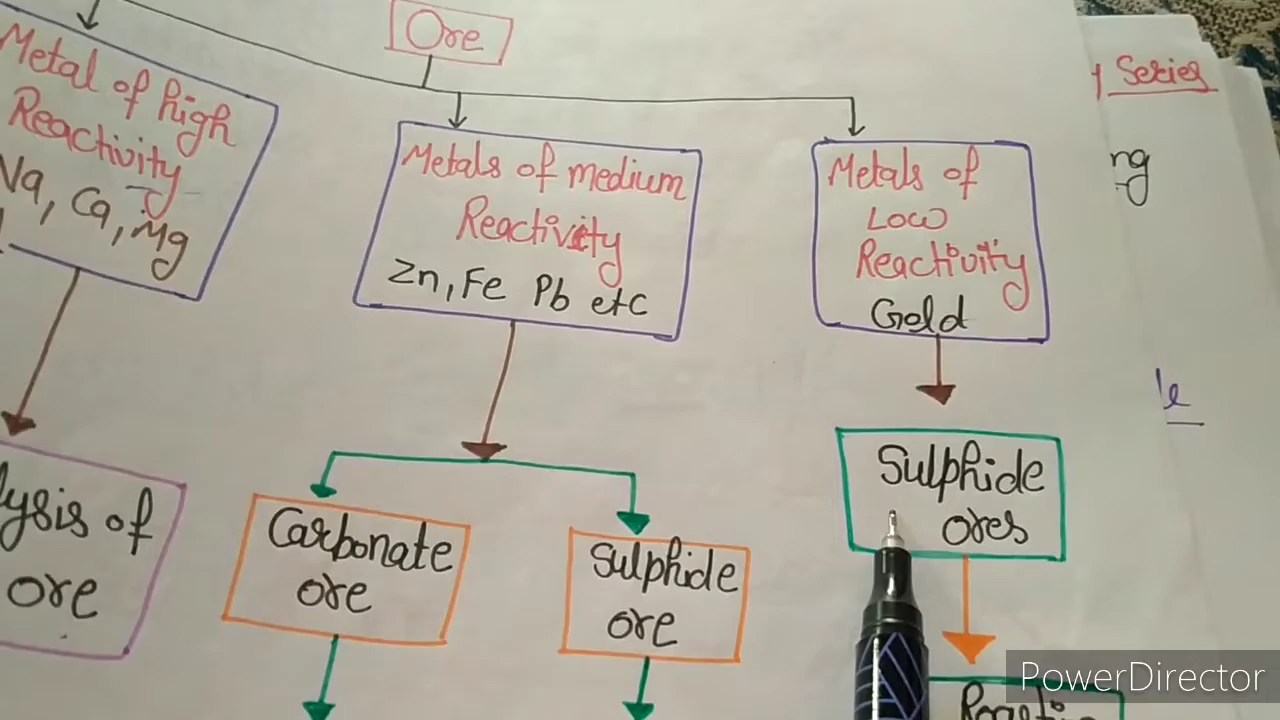 Ore
Metal of high
Reactivity
Na, Ca, Mg
Metals of medium
Reactivity
Zn, Fe Pb etc
Metals of
Low
Reactivity
Gold
Series
lysis of
ore
Carbonate
ore
Sulphide
ore
Sulphide
ores
PowerDirector